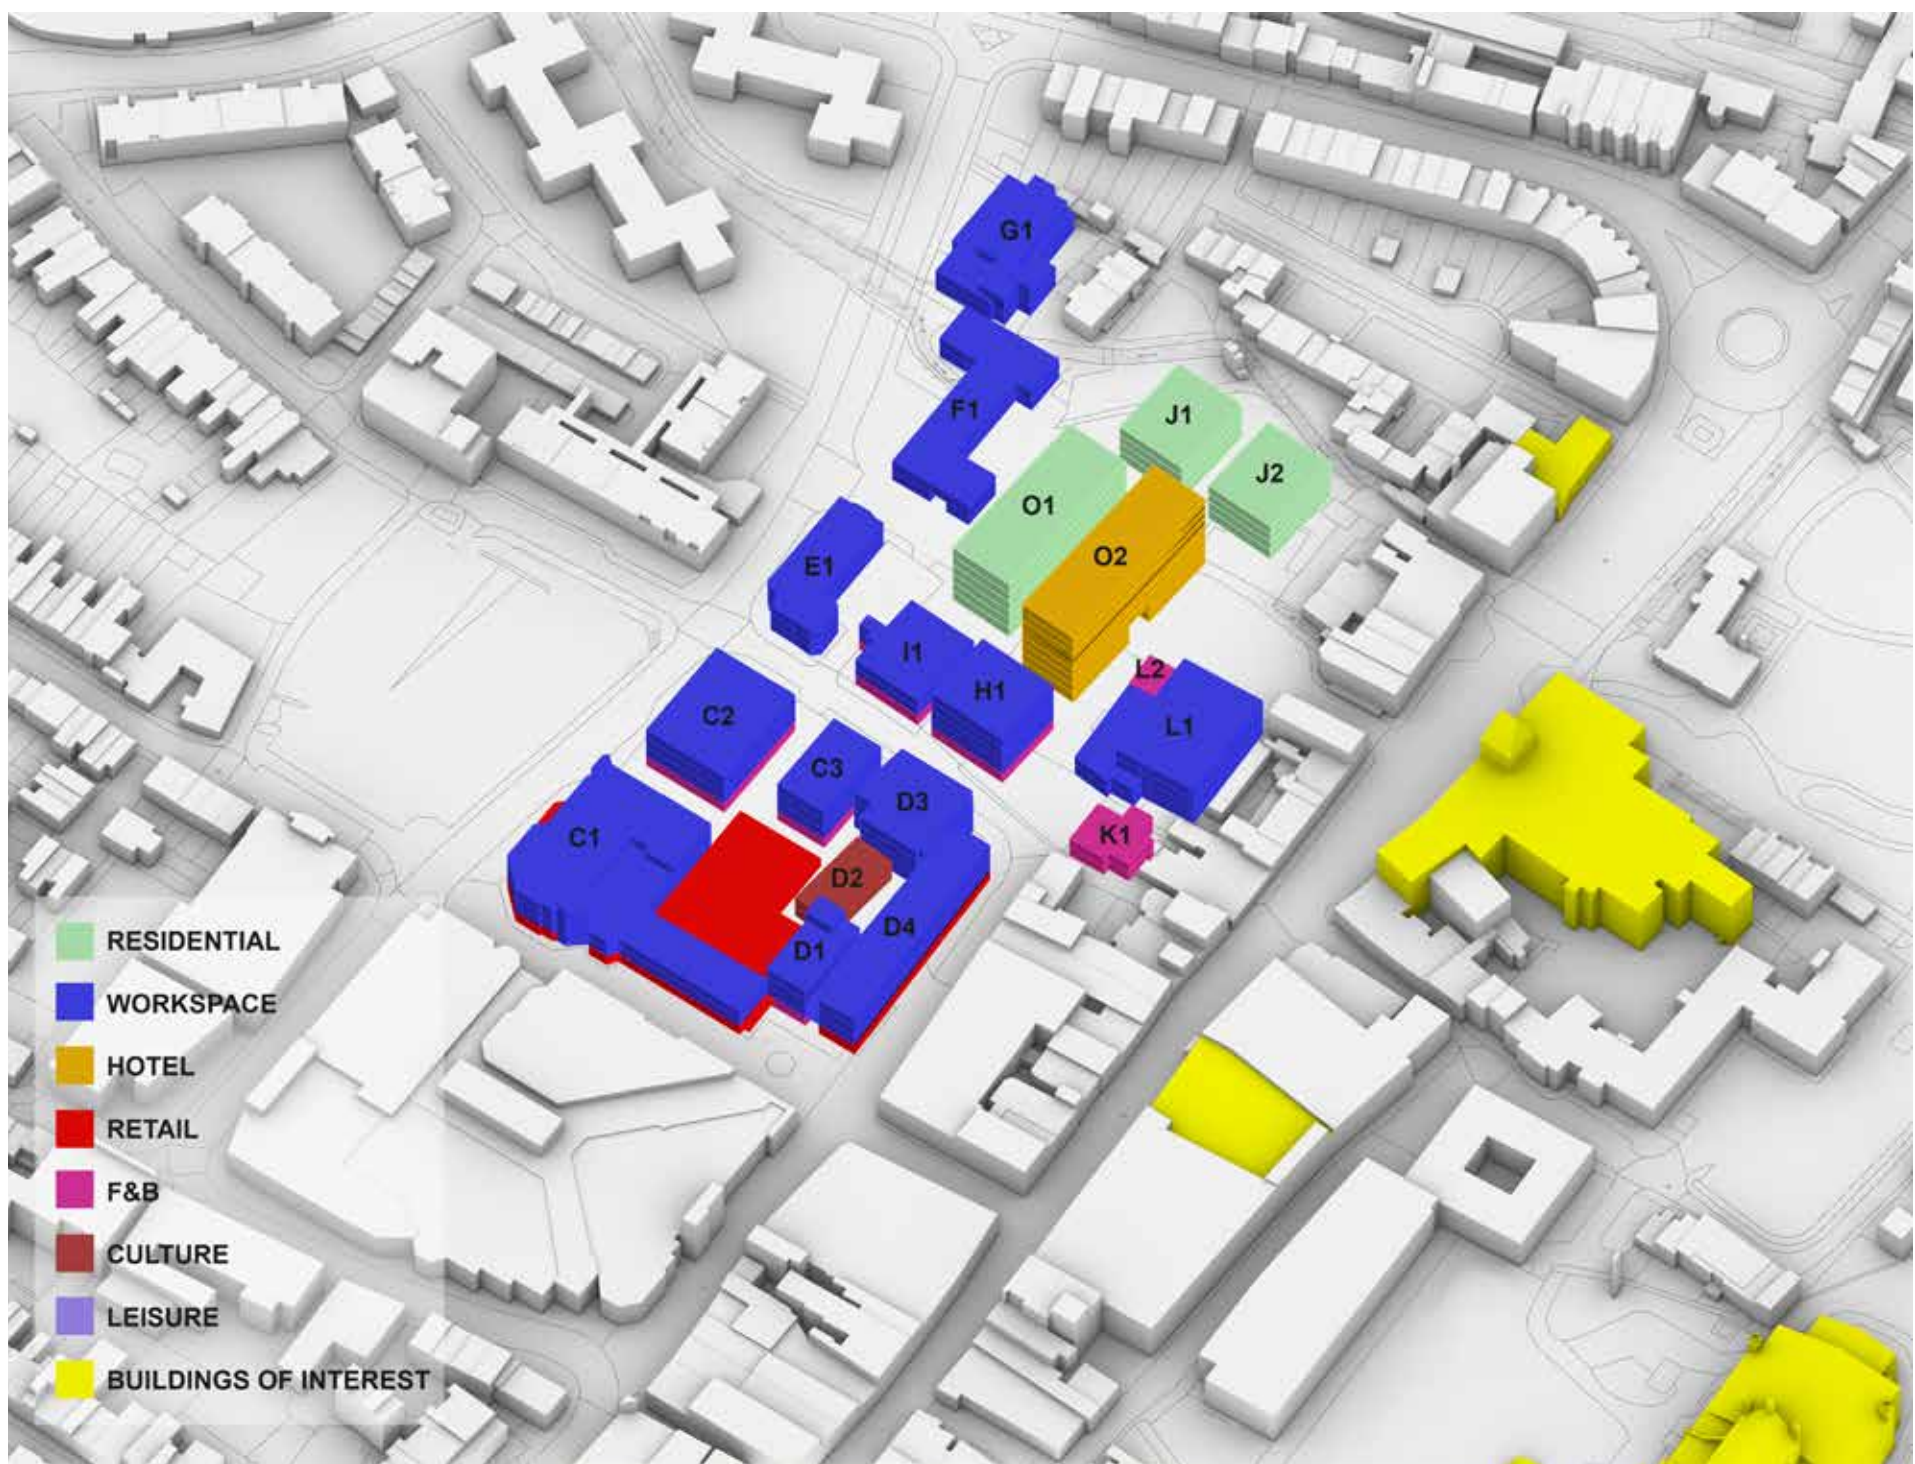 G1
F1
J1
J2
O1
O2
E1
I1
H1
L2
L1
C2
C3
D3
C1
K1
D2
D4
D1
RESIDENTIAL
WORKSPACE
HOTEL
RETAIL
F&B
CULTURE
LEISURE
BUILDINGS OF INTEREST